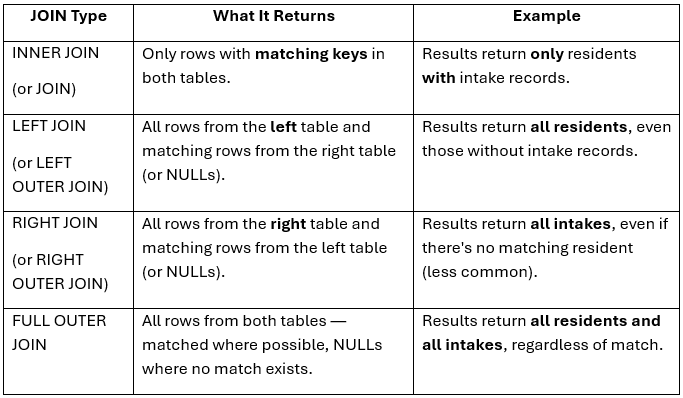 JOIN Type
What It Returns
Example
INNER JOIN
(or JOIN)
Only rows with matching keys in
both tables.
Results return only residents
with intake records.
LEFT JOIN
(or LEFT
OUTER JOIN)
All rows from the left table and
matching rows from the right table
(or NULLs).
Results return all residents, even
those without intake records.
RIGHT JOIN
(or RIGHT
OUTER JOIN)
All rows from the right table and
matching rows from the left table
(or NULLs).
Results return all intakes, even if
there's no matching resident
(less common).
FULL OUTER
JOIN
All rows from both tables —
matched where possible, NULLs
where no match exists.
Results return all residents and
all intakes, regardless of match.